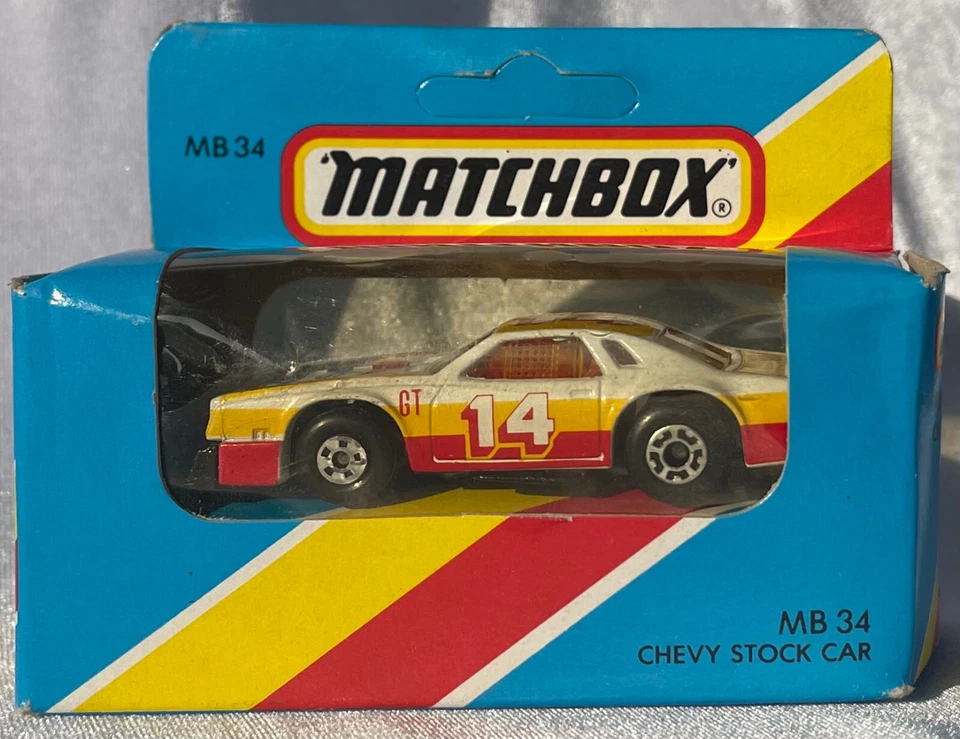 MB 34
'MATCHBOX'®
GT
14
MB 34
CHEVY STOCK CAR